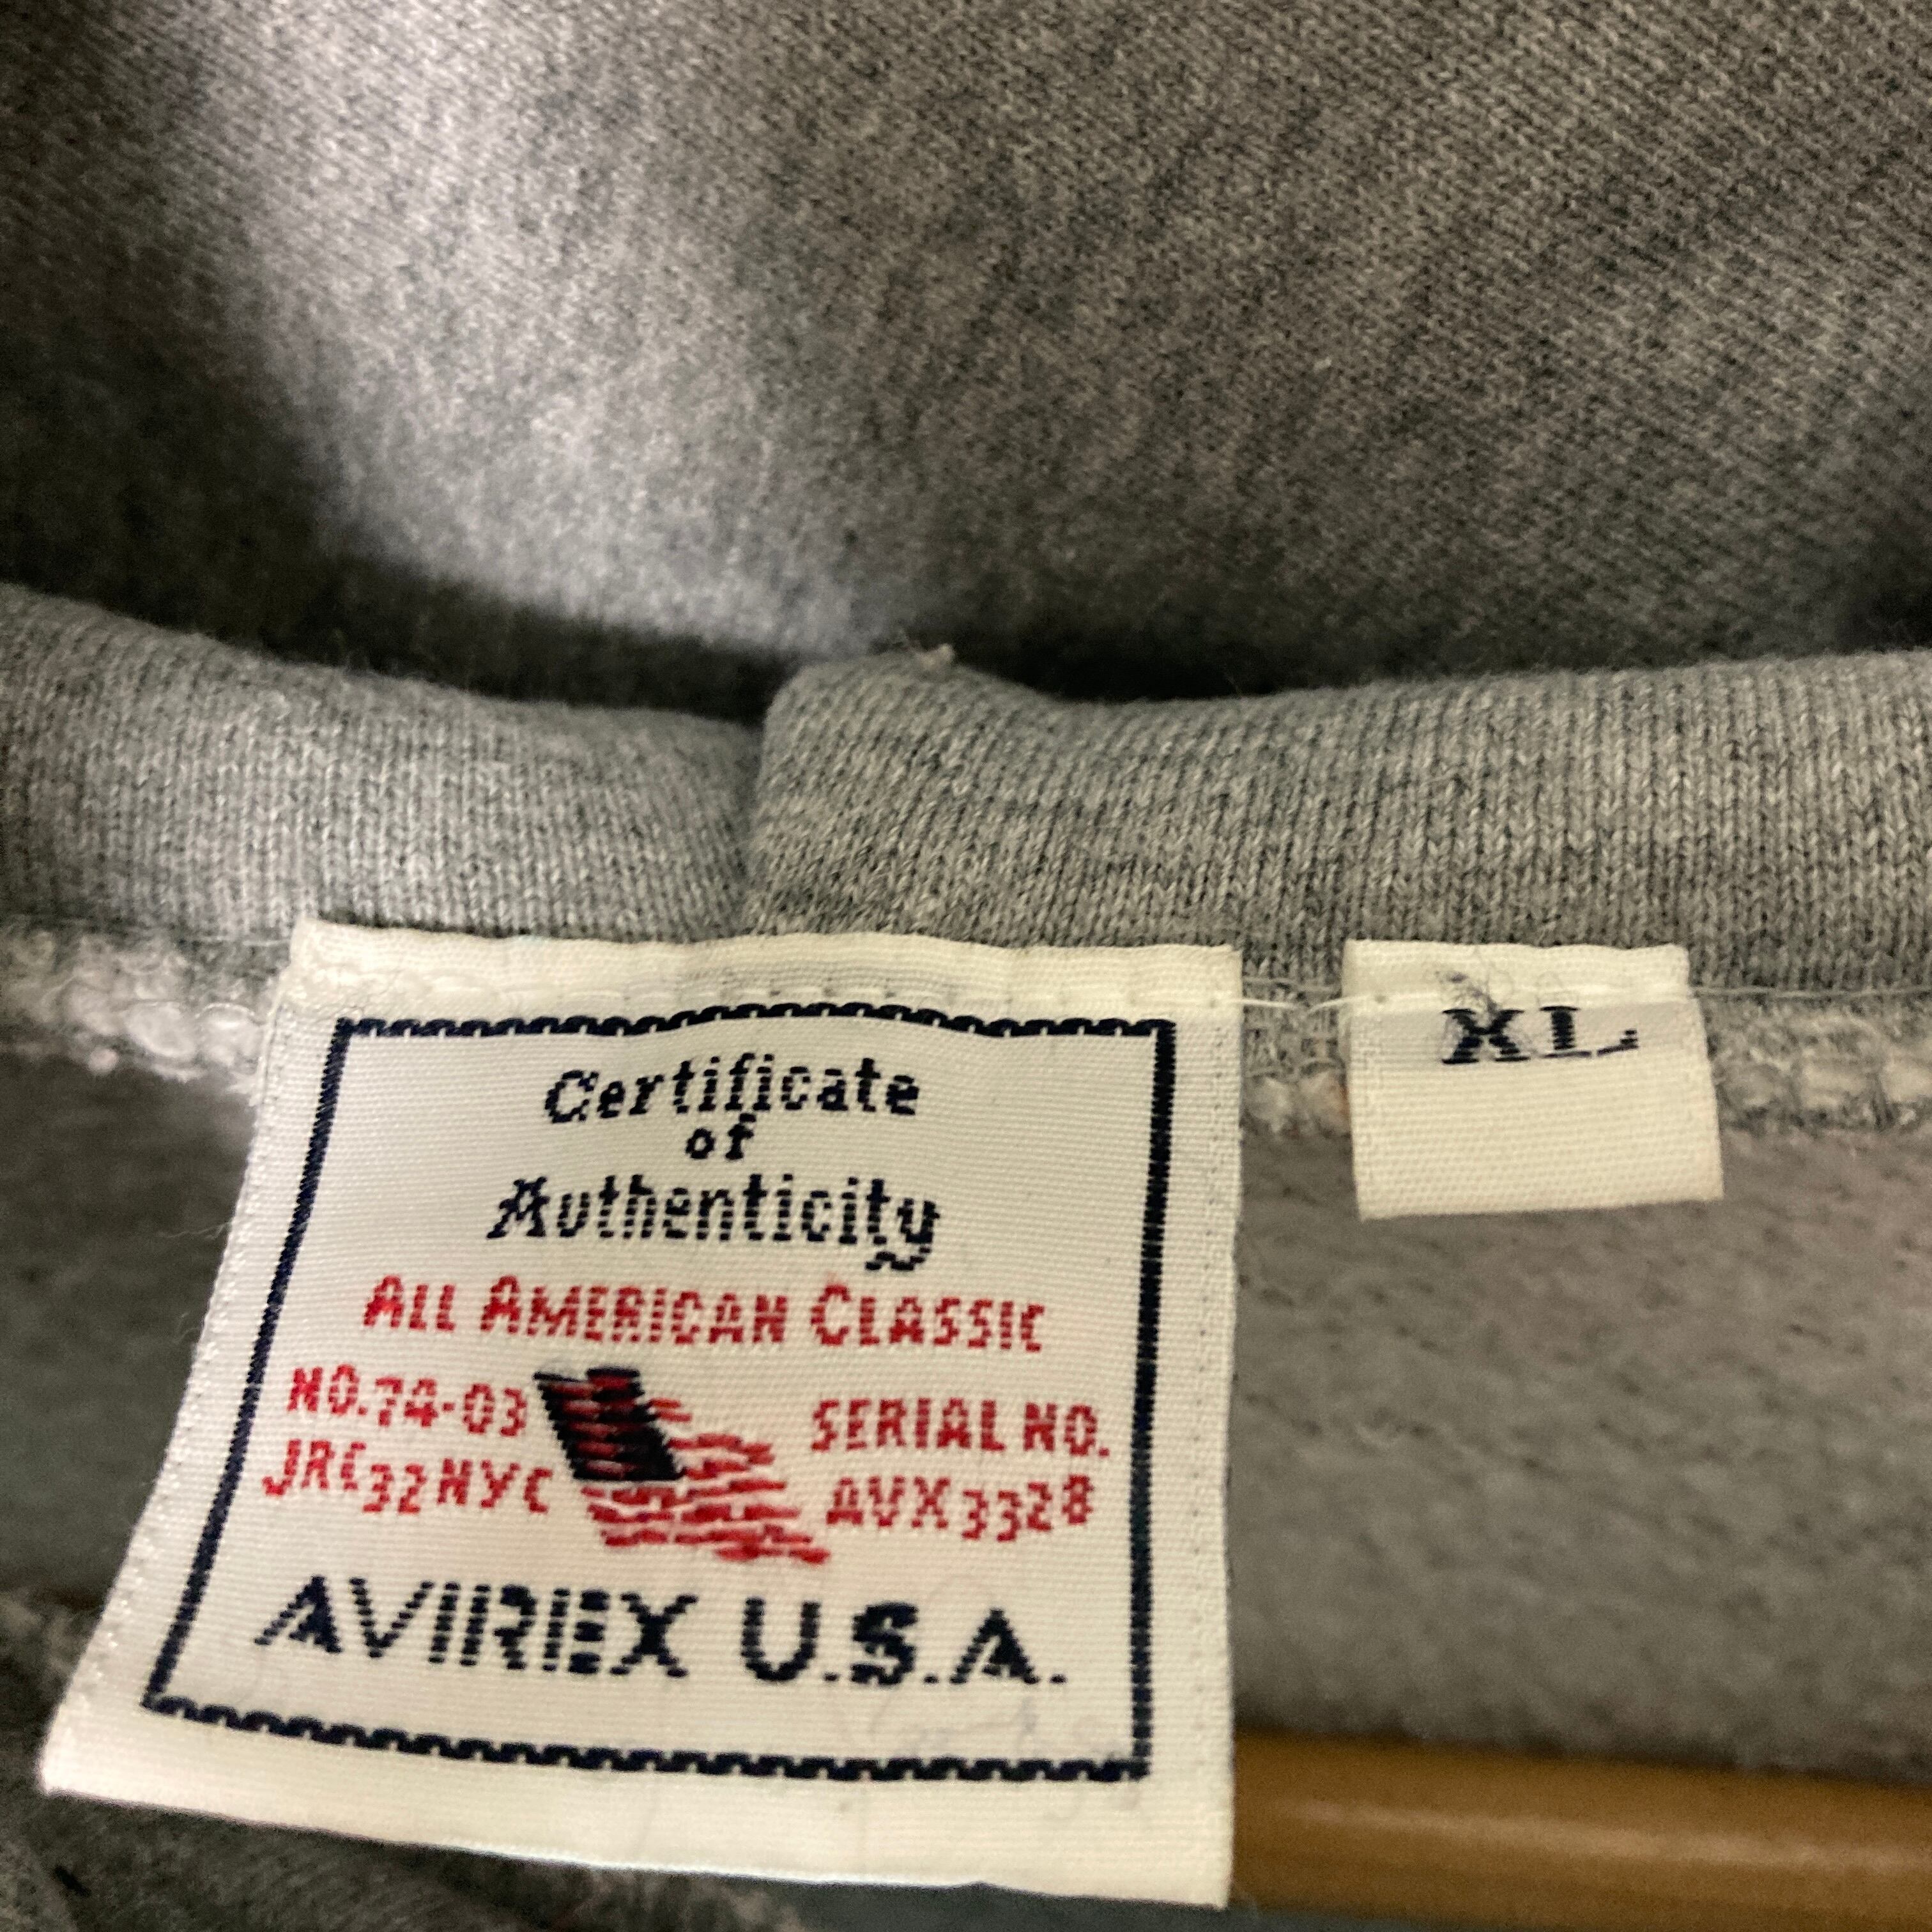 Certificate
of
Authenticity
ALL AMERICAN CLASSIC
NO.74-03
JRC32NYC
SERIAL NO.
AVX3328
AVIREX U.S.A.
XL